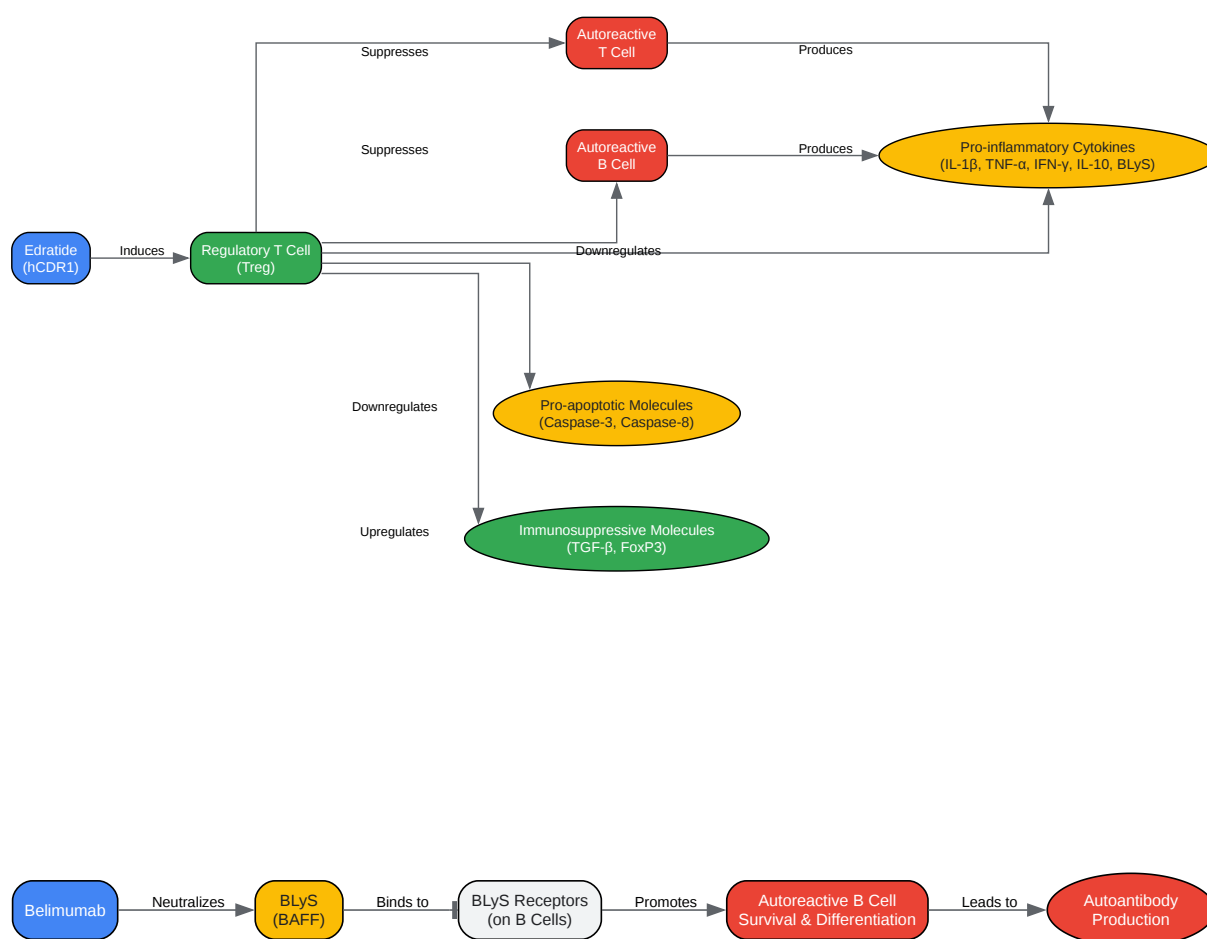 Autoreactive
T Cell
Suppresses
Produces
Autoreactive
B Cell
Suppresses
Produces
Pro-inflammatory Cytokines
(IL-1β, TNF-α, IFN-γ, IL-10, BLyS)
Edratide
(hCDR1)
Induces
Regulatory T Cell
(Treg)
Downregulates
Pro-apoptotic Molecules
(Caspase-3, Caspase-8)
Downregulates
Immunosuppressive Molecules
(TGF-β, FoxP3)
Upregulates
Belimumab
Neutralizes
BLyS
(BAFF)
Binds to
BLyS Receptors
(on B Cells)
Promotes
Autoreactive B Cell
Survival & Differentiation
Leads to
Autoantibody
Production